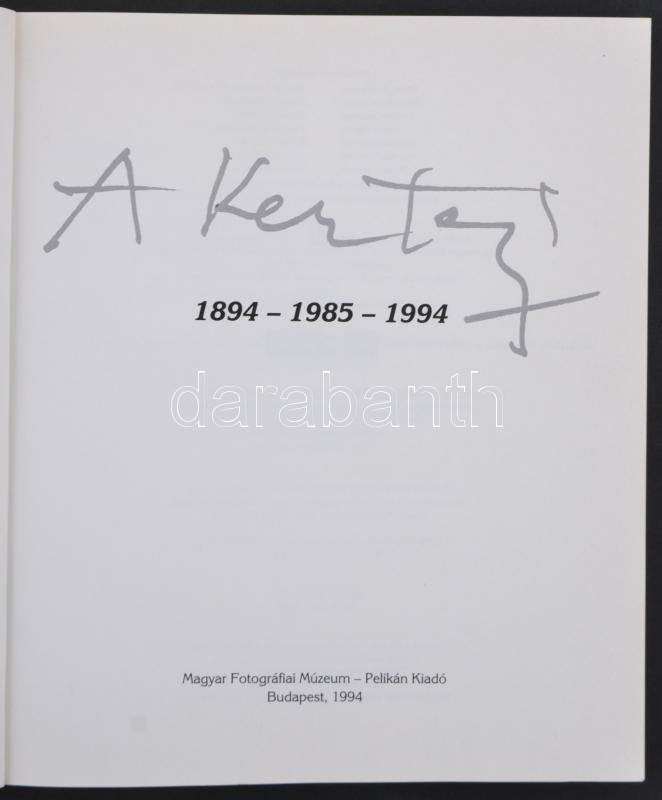 A Kertész
1894 – 1985 – 1994
darabanth
Magyar Fotográfiai Múzeum – Pelikán Kiadó
Budapest, 1994